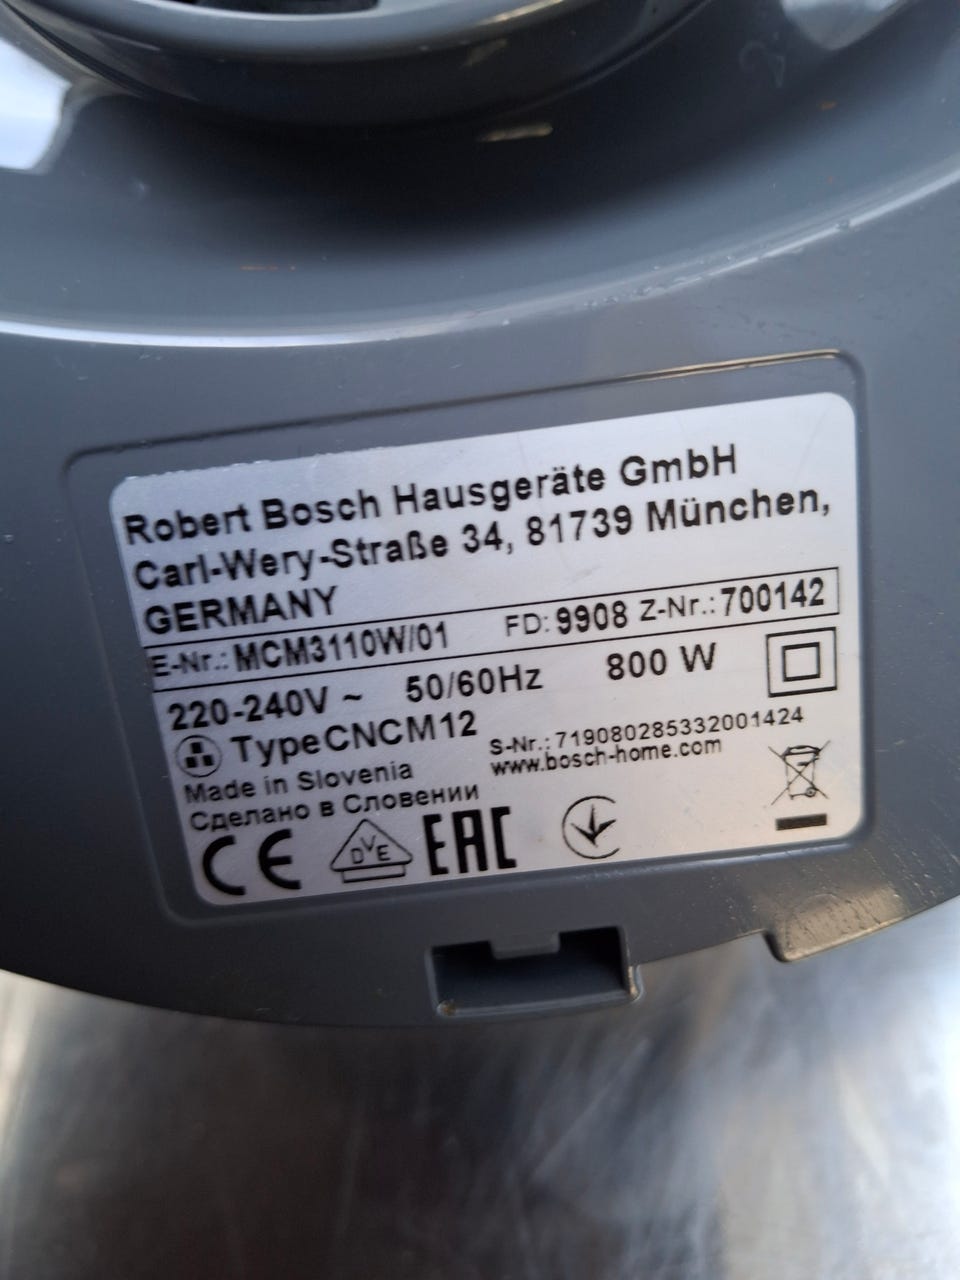 Robert Bosch Hausgeräte GmbH
Carl-Wery-Straße 34, 81739 München,
GERMANY
E-Nr.: MCM3110W/01 FD: 9908 Z-Nr.: 700142
220-240V ~ 50/60Hz 800 W
Type CNCM12 S-Nr.: 719080285332001424
www.bosch-home.com
Made in Slovenia
Сделано в Словении
CE DVE EAC